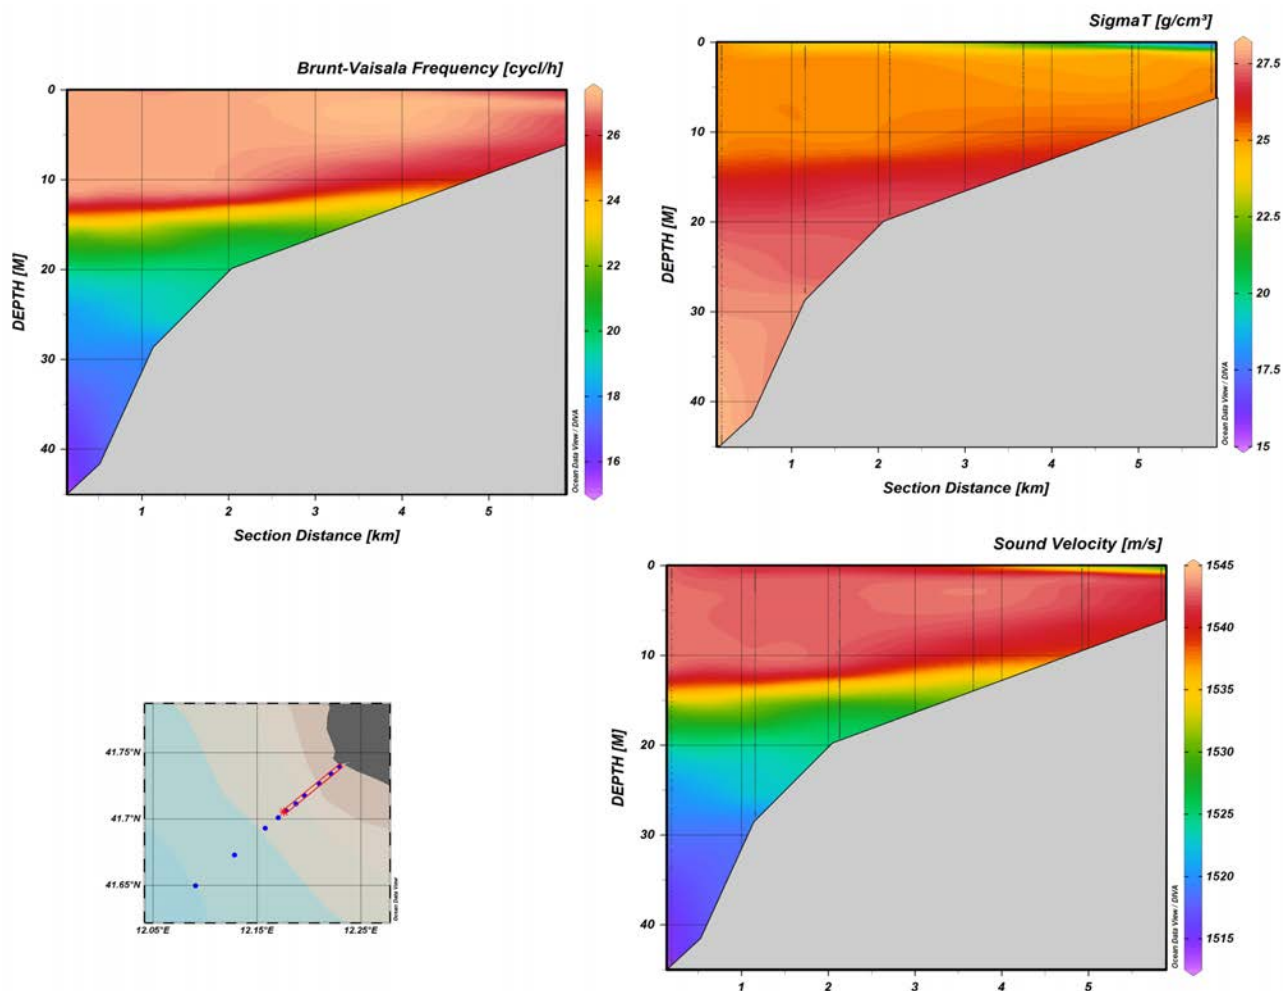 Brunt-Vaisala Frequency [cycl/h]
0
10
20
30
40
DEPTH [M]
1 2 3 4 5
Section Distance [km]
26
24
22
20
18
16
Ocean Data View / DIVA
SigmaT [g/cm³]
0
10
20
30
40
DEPTH [M]
1 2 3 4 5
Section Distance [km]
27.5
25
22.5
20
17.5
15
Ocean Data View / DIVA
41.75°N
41.7°N
41.65°N
12.05°E 12.15°E 12.25°E
Ocean Data View
Sound Velocity [m/s]
0
10
20
30
40
DEPTH [M]
1 2 3 4 5
1545
1540
1535
1530
1525
1520
1515
Ocean Data View / DIVA